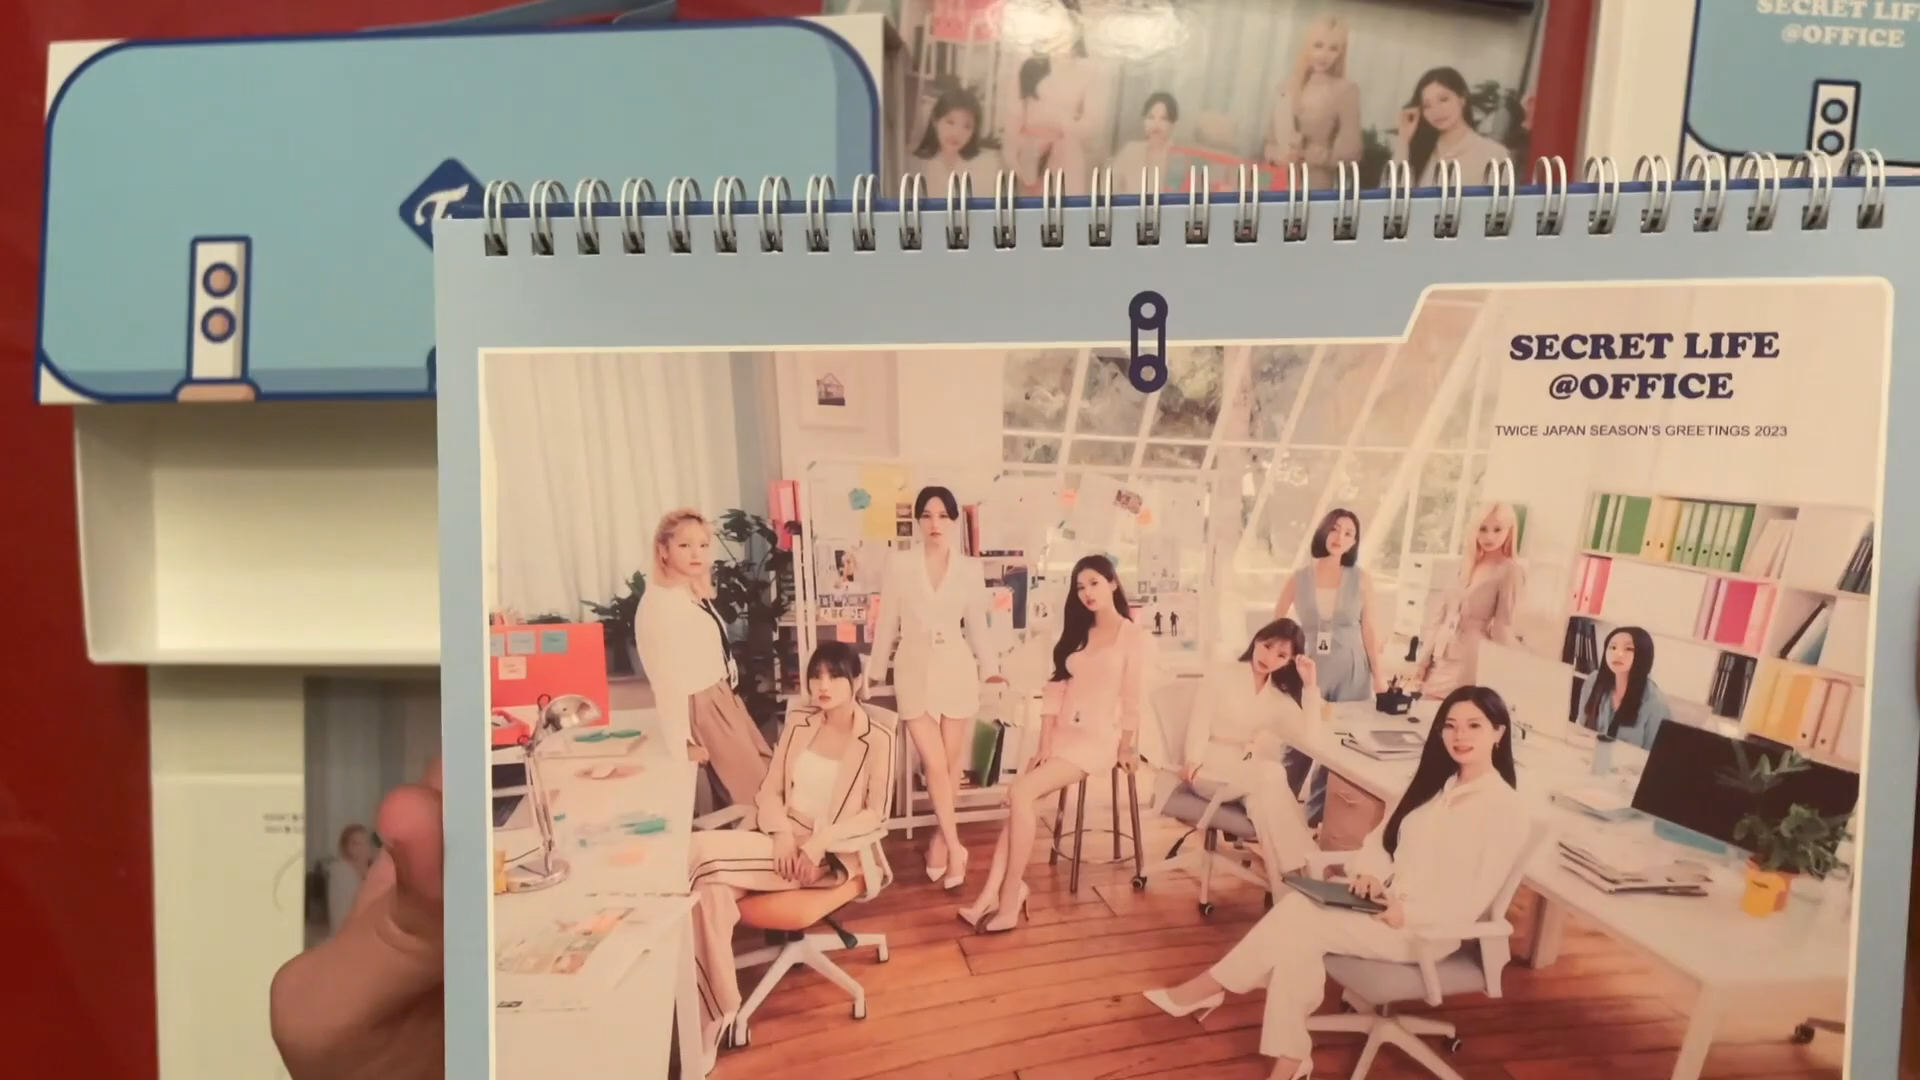 SECRET LIFE
@OFFICE
T
SECRET LIFE
@OFFICE
TWICE JAPAN SEASON'S GREETINGS 2023